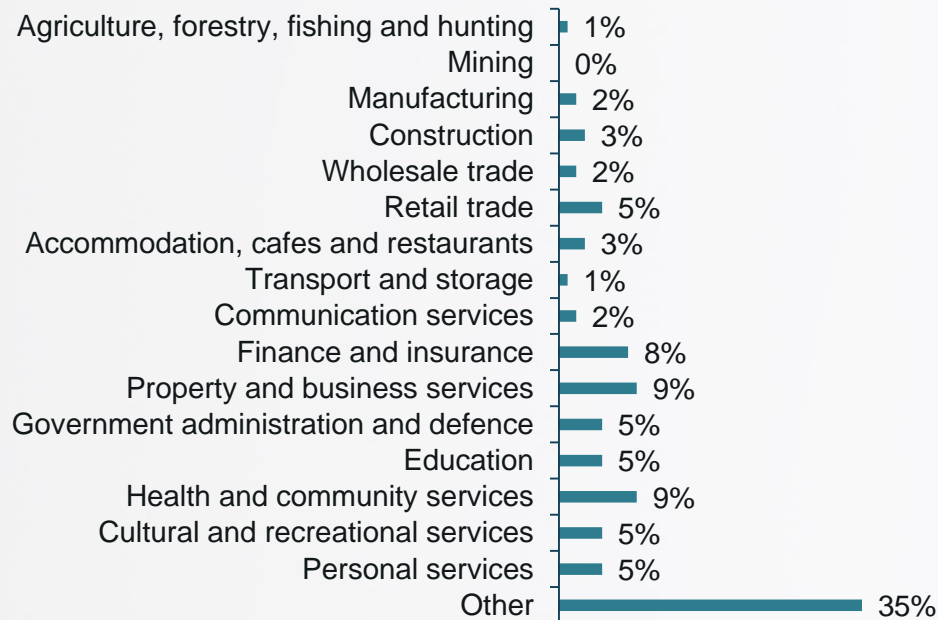 Agriculture, forestry, fishing and hunting 1%
Mining 0%
Manufacturing 2%
Construction 3%
Wholesale trade 2%
Retail trade 5%
Accommodation, cafes and restaurants 3%
Transport and storage 1%
Communication services 2%
Finance and insurance 8%
Property and business services 9%
Government administration and defence 5%
Education 5%
Health and community services 9%
Cultural and recreational services 5%
Personal services 5%
Other 35%